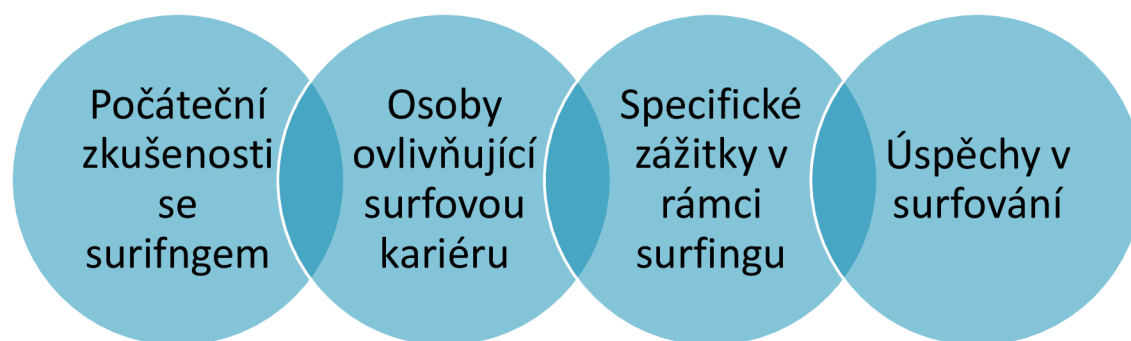 Počáteční
zkušenosti
se
surifngem
Osoby
ovlivňující
surfovou
kariéru
Specifické
zážitky v
rámci
surfingu
Úspěchy v
surfování